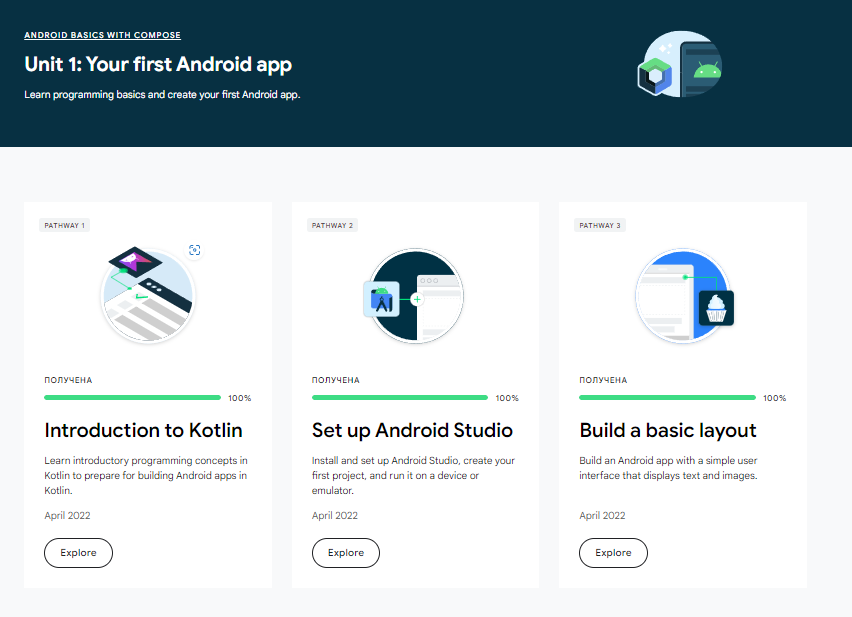 ANDROID BASICS WITH COMPOSE
Unit 1: Your first Android app
Learn programming basics and create your first Android app.
PATHWAY 1
ПОЛУЧЕНА
100%
Introduction to Kotlin
Learn introductory programming concepts in
Kotlin to prepare for building Android apps in
Kotlin.
April 2022
Explore
PATHWAY 2
ПОЛУЧЕНА
100%
Set up Android Studio
Install and set up Android Studio, create your
first project, and run it on a device or
emulator.
April 2022
Explore
PATHWAY 3
ПОЛУЧЕНА
100%
Build a basic layout
Build an Android app with a simple user
interface that displays text and images.
April 2022
Explore